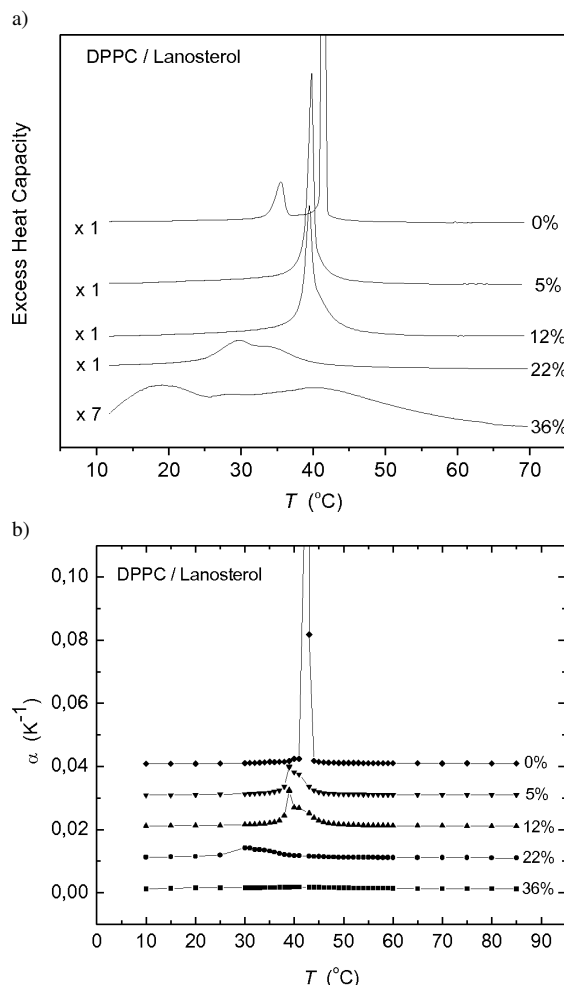 a)
DPPC / Lanosterol
Excess Heat Capacity
x 1
0%
x 1
5%
x 1
12%
x 1
22%
x 7
36%
10 20 30 40 50 60 70
T (°C)
b)
DPPC / Lanosterol
0,10
0,08
0,06
0,04
0,02
0,00
α (K⁻¹)
0%
5%
12%
22%
36%
0 10 20 30 40 50 60 70 80 90
T (°C)